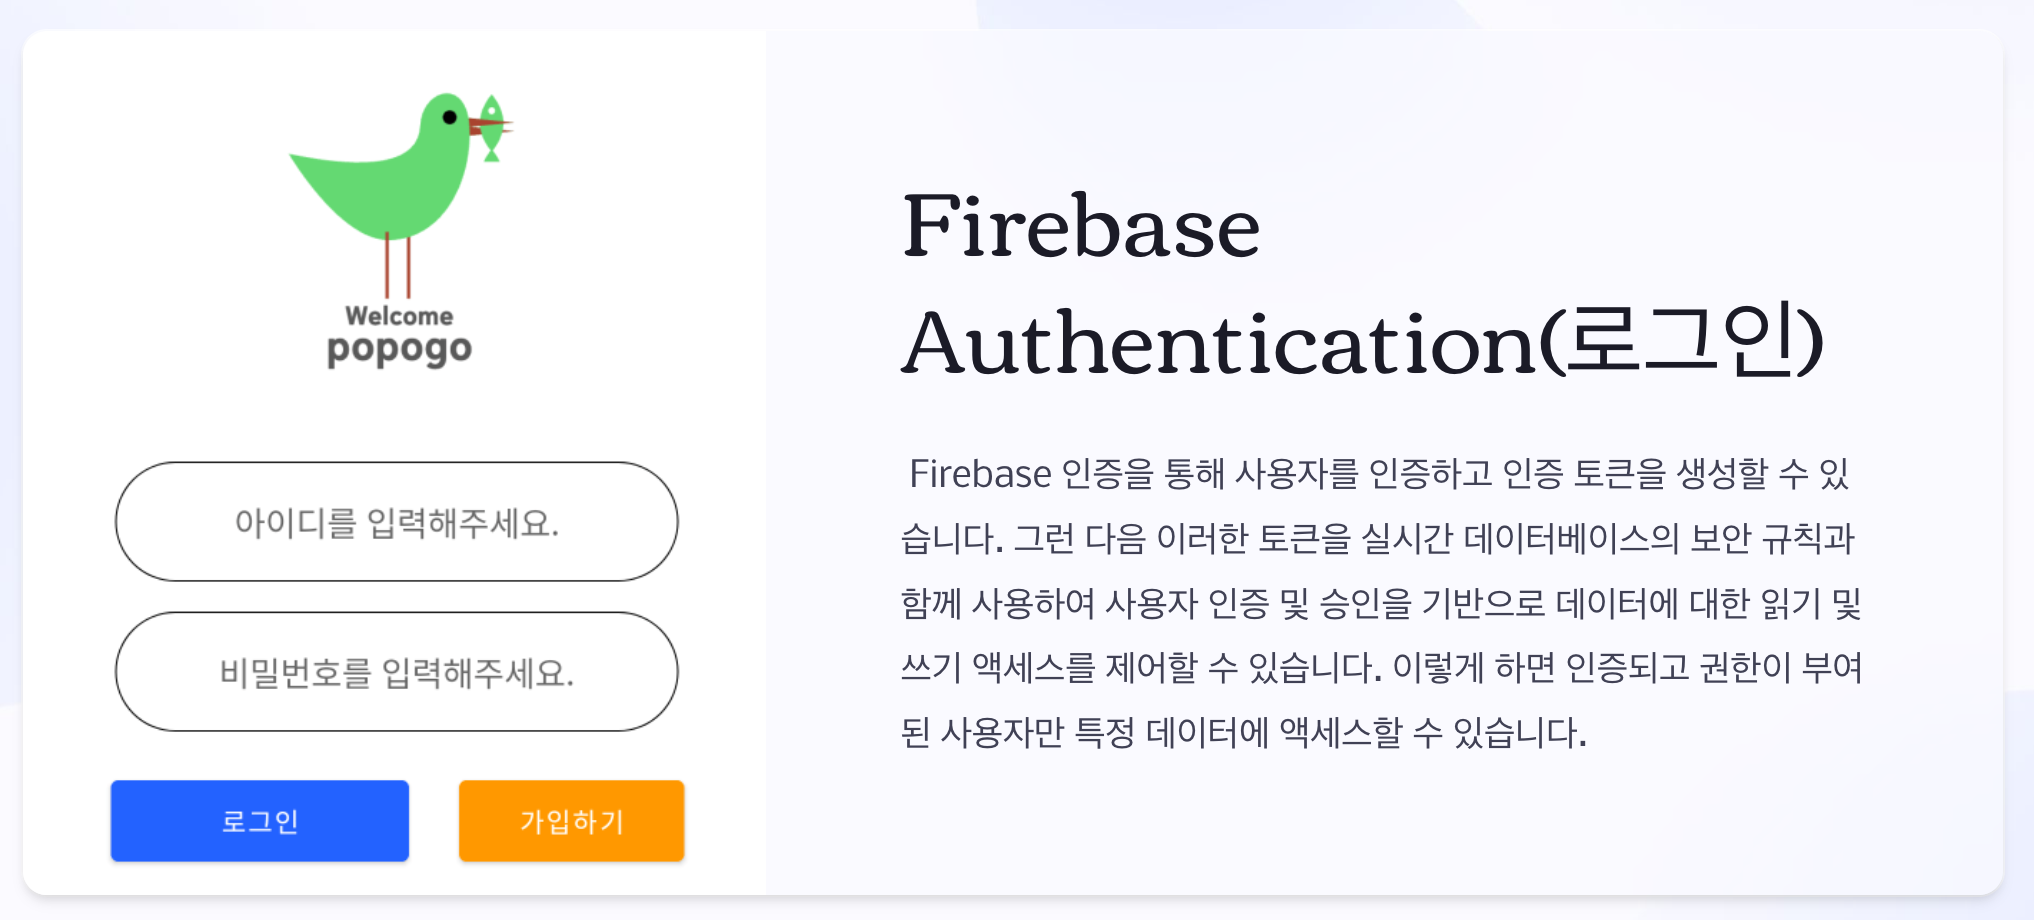 Welcome
popogo
아이디를 입력해주세요.
비밀번호를 입력해주세요.
로그인
가입하기
Firebase
Authentication(로그인)
Firebase 인증을 통해 사용자를 인증하고 인증 토큰을 생성할 수 있
습니다. 그런 다음 이러한 토큰을 실시간 데이터베이스의 보안 규칙과
함께 사용하여 사용자 인증 및 승인을 기반으로 데이터에 대한 읽기 및
쓰기 액세스를 제어할 수 있습니다. 이렇게 하면 인증되고 권한이 부여
된 사용자만 특정 데이터에 액세스할 수 있습니다.